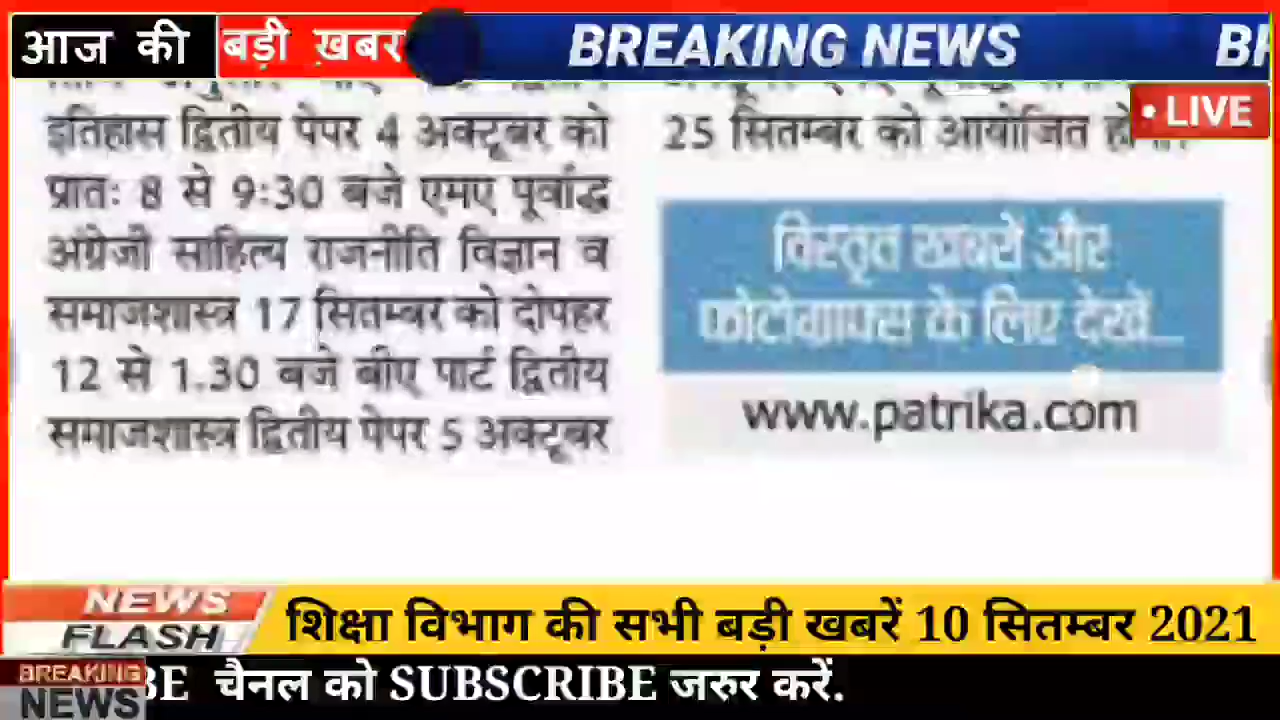 आज की बड़ी ख़बर
BREAKING NEWS
LIVE
इतिहास द्वितीय पेपर 4 अक्टूबर को
प्रातः 8 से 9:30 बजे एमए पूर्वाद्ध
अंग्रेजी साहित्य राजनीति विज्ञान व
समाजशास्त्र 17 सितम्बर को दोपहर
12 से 1.30 बजे बीए पार्ट द्वितीय
समाजशास्त्र द्वितीय पेपर 5 अक्टूबर
25 सितम्बर को आयोजित
विस्तृत खबरों और
फोटोग्राफ्स के लिए देखें...
www.patrika.com
NEWS
FLASH
शिक्षा विभाग की सभी बड़ी खबरें 10 सितम्बर 2021
BREAKING
NEWS
BE चैनल को SUBSCRIBE जरुर करें.